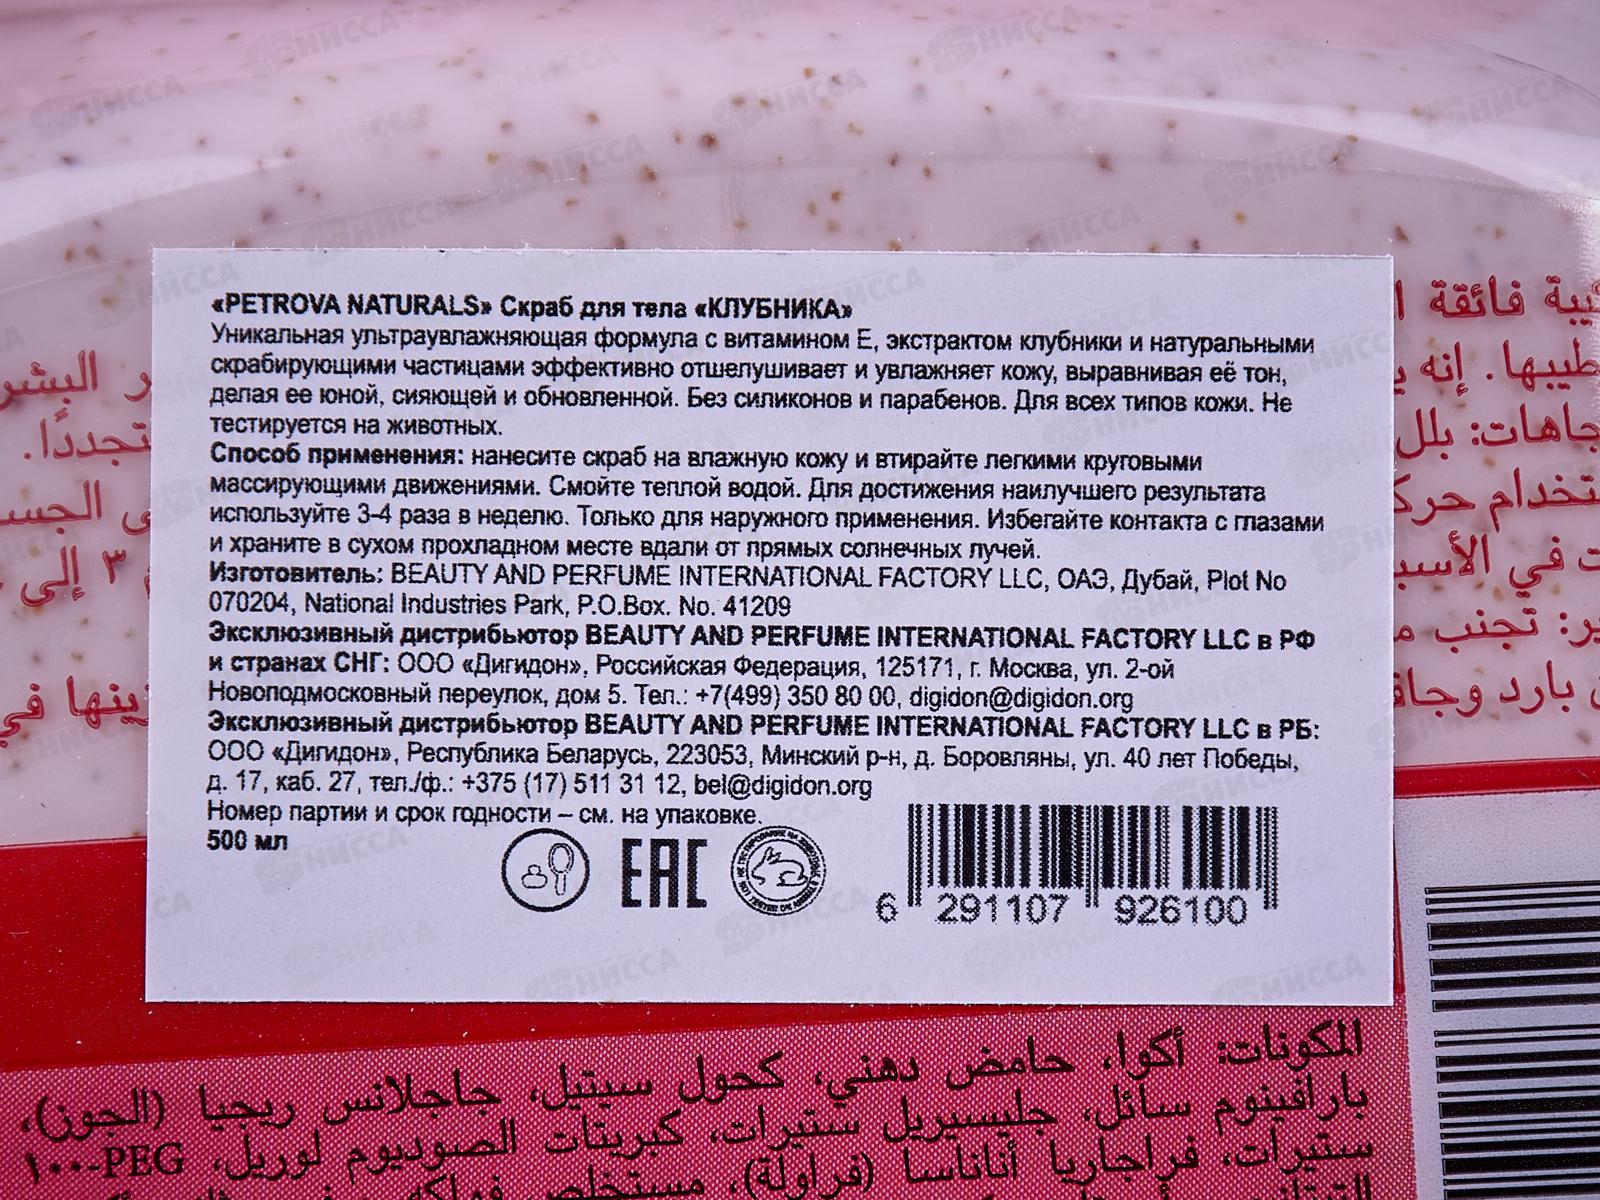 «PETROVA NATURALS» Скраб для тела «КЛУБНИКА»
Уникальная ультраувлажняющая формула с витамином Е, экстрактом клубники и натуральными
скрабирующими частицами эффективно отшелушивает и увлажняет кожу, выравнивая её тон,
делая ее юной, сияющей и обновленной. Без силиконов и парабенов. Для всех типов кожи. Не
тестируется на животных.
Способ применения: нанесите скраб на влажную кожу и втирайте легкими круговыми
массирующими движениями. Смойте теплой водой. Для достижения наилучшего результата
используйте 3-4 раза в неделю. Только для наружного применения. Избегайте контакта с глазами
и храните в сухом прохладном месте вдали от прямых солнечных лучей.
Изготовитель: BEAUTY AND PERFUME INTERNATIONAL FACTORY LLC, ОАЭ, Дубай, Plot No
070204, National Industries Park, P.O.Box. No. 41209
Эксклюзивный дистрибьютор BEAUTY AND PERFUME INTERNATIONAL FACTORY LLC в РФ
и странах СНГ: ООО «Дигидон», Российская Федерация, 125171, г. Москва, ул. 2-ой
Новоподмосковный переулок, дом 5. Тел.: +7(499) 350 80 00, digidon@digidon.org
Эксклюзивный дистрибьютор BEAUTY AND PERFUME INTERNATIONAL FACTORY LLC в РБ:
ООО «Дигидон», Республика Беларусь, 223053, Минский р-н, д. Боровляны, ул. 40 лет Победы,
д. 17, каб. 27, тел./ф.: +375 (17) 511 31 12, bel@digidon.org
Номер партии и срок годности – см. на упаковке.
500 мл
EAC
6 291107 926100
المكونات: أكوا، حامض دهني، كحول سيتيل، جاجلانس ريجيا (الجوز)،
بارافينوم سائل، جليسيريل ستيرات، كبريتات الصوديوم لوريل، PEG-١٠٠
ستيرات، فراجاريا أناناسا (فراولة)، مستخلص
НИССА